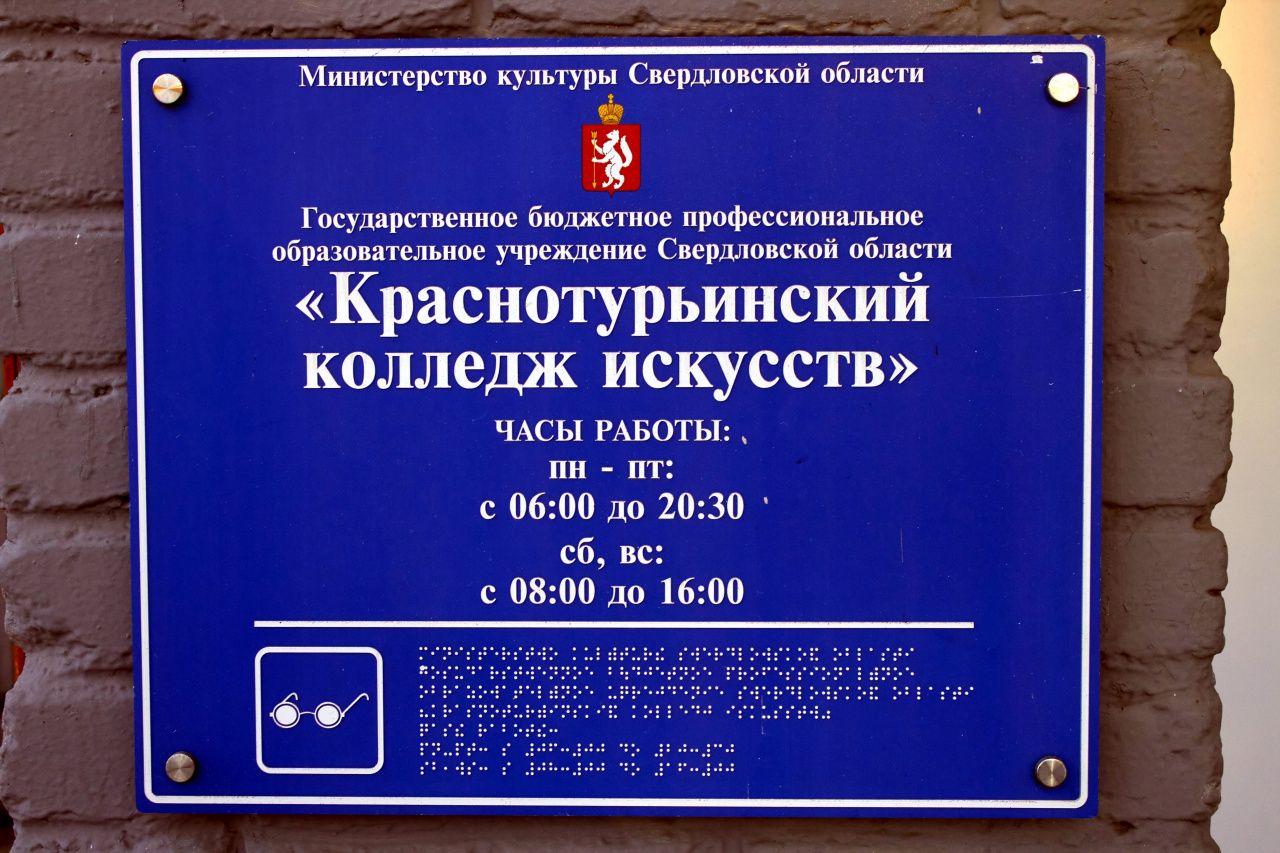 Министерство культуры Свердловской области
Государственное бюджетное профессиональное
образовательное учреждение Свердловской области
«Краснотурьинский
колледж искусств»
ЧАСЫ РАБОТЫ:
пн - пт:
с 06:00 до 20:30
сб, вс:
с 08:00 до 16:00